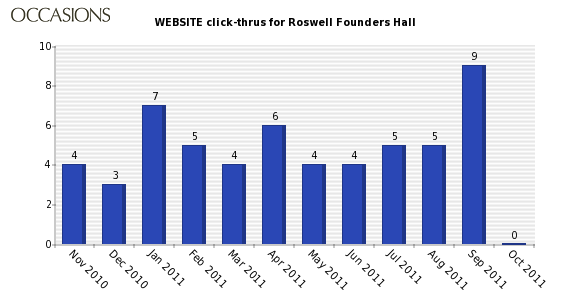 OCCASIONS
WEBSITE click-thrus for Roswell Founders Hall
10
8
6
4
2
0
4
3
7
5
4
6
4
4
5
5
9
0
Nov 2010
Dec 2010
Jan 2011
Feb 2011
Mar 2011
Apr 2011
May 2011
Jun 2011
Jul 2011
Aug 2011
Sep 2011
Oct 2011